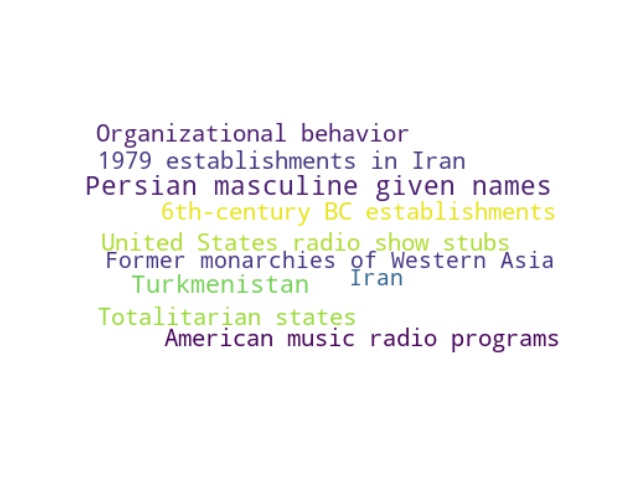 Organizational behavior
1979 establishments in Iran
Persian masculine given names
6th-century BC establishments
United States radio show stubs
Former monarchies of Western Asia
Iran
Turkmenistan
Totalitarian states
American music radio programs